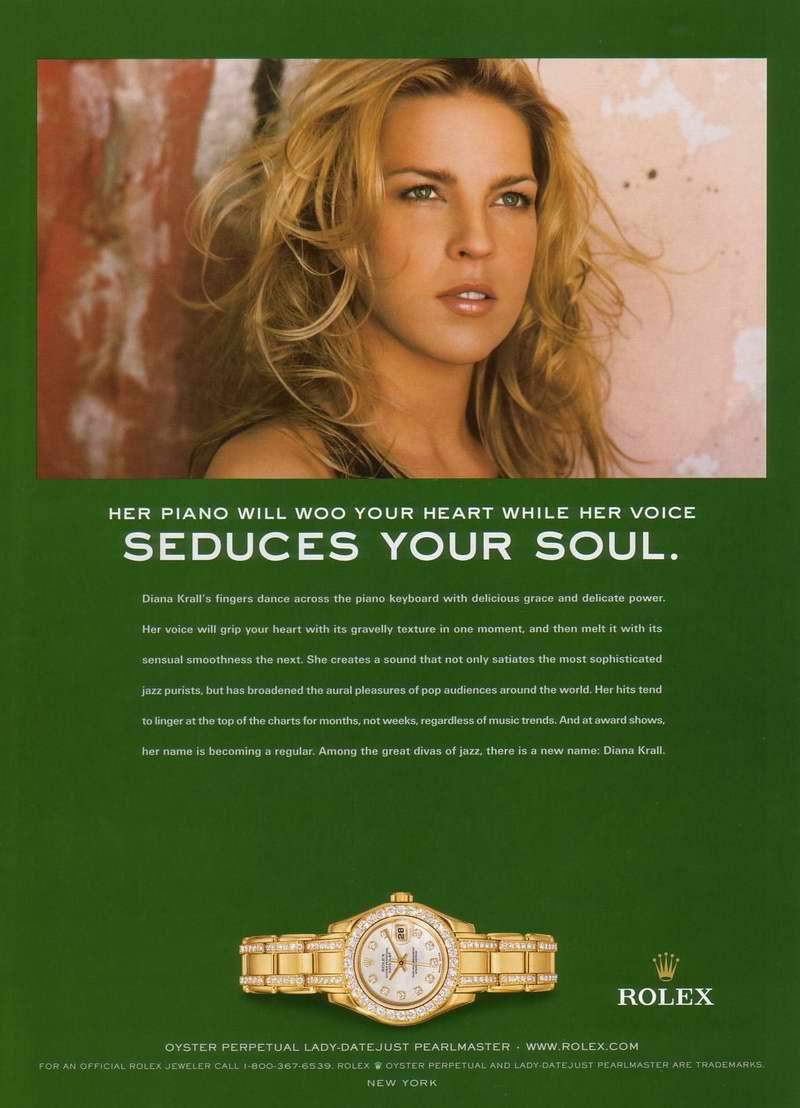 HER PIANO WILL WOO YOUR HEART WHILE HER VOICE
SEDUCES YOUR SOUL.
Diana Krall's fingers dance across the piano keyboard with delicious grace and delicate power.
Her voice will grip your heart with its gravelly texture in one moment, and then melt it with its
sensual smoothness the next. She creates a sound that not only satiates the most sophisticated
jazz purists, but has broadened the aural pleasures of pop audiences around the world. Her hits tend
to linger at the top of the charts for months, not weeks, regardless of music trends. And at award shows,
her name is becoming a regular. Among the great divas of jazz, there is a new name: Diana Krall.
28
ROLEX
ROLEX
OYSTER PERPETUAL LADY-DATEJUST PEARLMASTER · WWW.ROLEX.COM
FOR AN OFFICIAL ROLEX JEWELER CALL 1-800-367-6539. ROLEX OYSTER PERPETUAL AND LADY-DATEJUST PEARLMASTER ARE TRADEMARKS.
NEW YORK